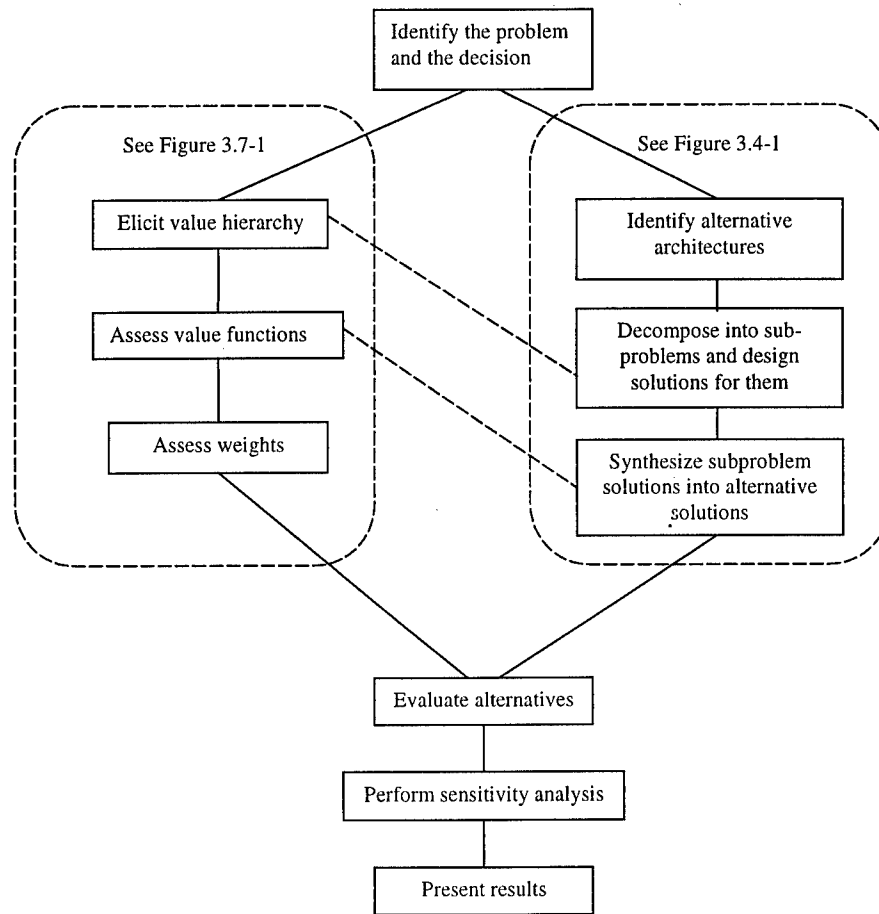 Identify the problem
and the decision
See Figure 3.7-1
Elicit value hierarchy
Assess value functions
Assess weights
See Figure 3.4-1
Identify alternative
architectures
Decompose into sub-
problems and design
solutions for them
Synthesize subproblem
solutions into alternative
solutions
Evaluate alternatives
Perform sensitivity analysis
Present results